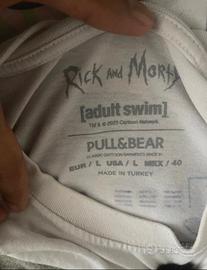 Rick and Morty
[adult swim]
PULL&BEAR
EUR / L USA / L MEX / 40
MADE IN TURKEY